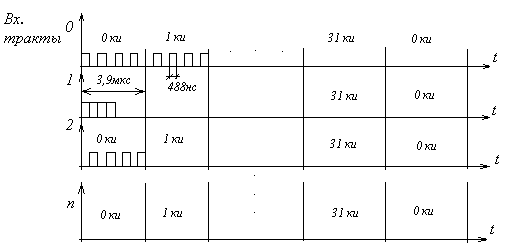 Вх.
тракты
0
0 ки 1 ки 31 ки 0 ки
t
3,9мкс 488нс
1
31 ки 0 ки
t
2
0 ки 1 ки 31 ки 0 ки
t
n
0 ки 1 ки 31 ки 0 ки
t